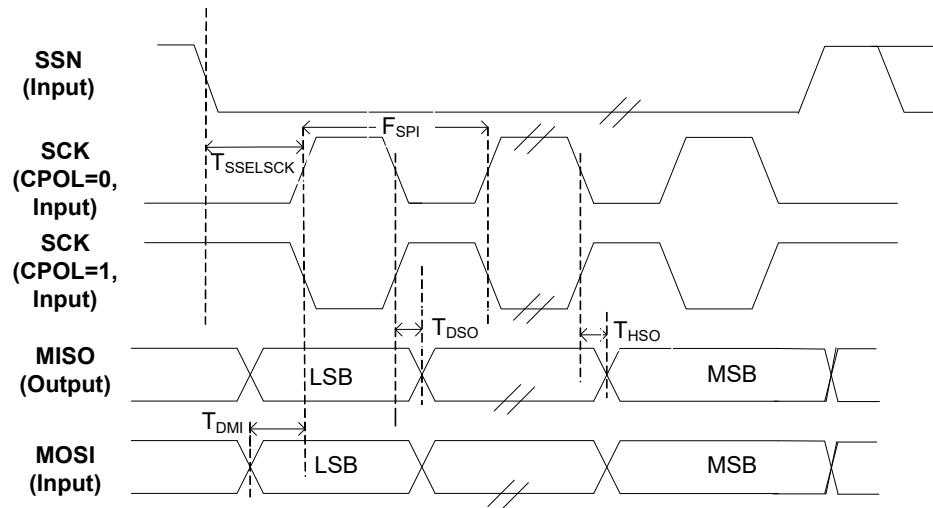 SSN
(Input)
F_SPI
SCK
(CPOL=0,
Input)
T_SSELSCK
SCK
(CPOL=1,
Input)
T_DSO
T_HSO
MISO
(Output)
LSB
MSB
T_DMI
MOSI
(Input)
LSB
MSB